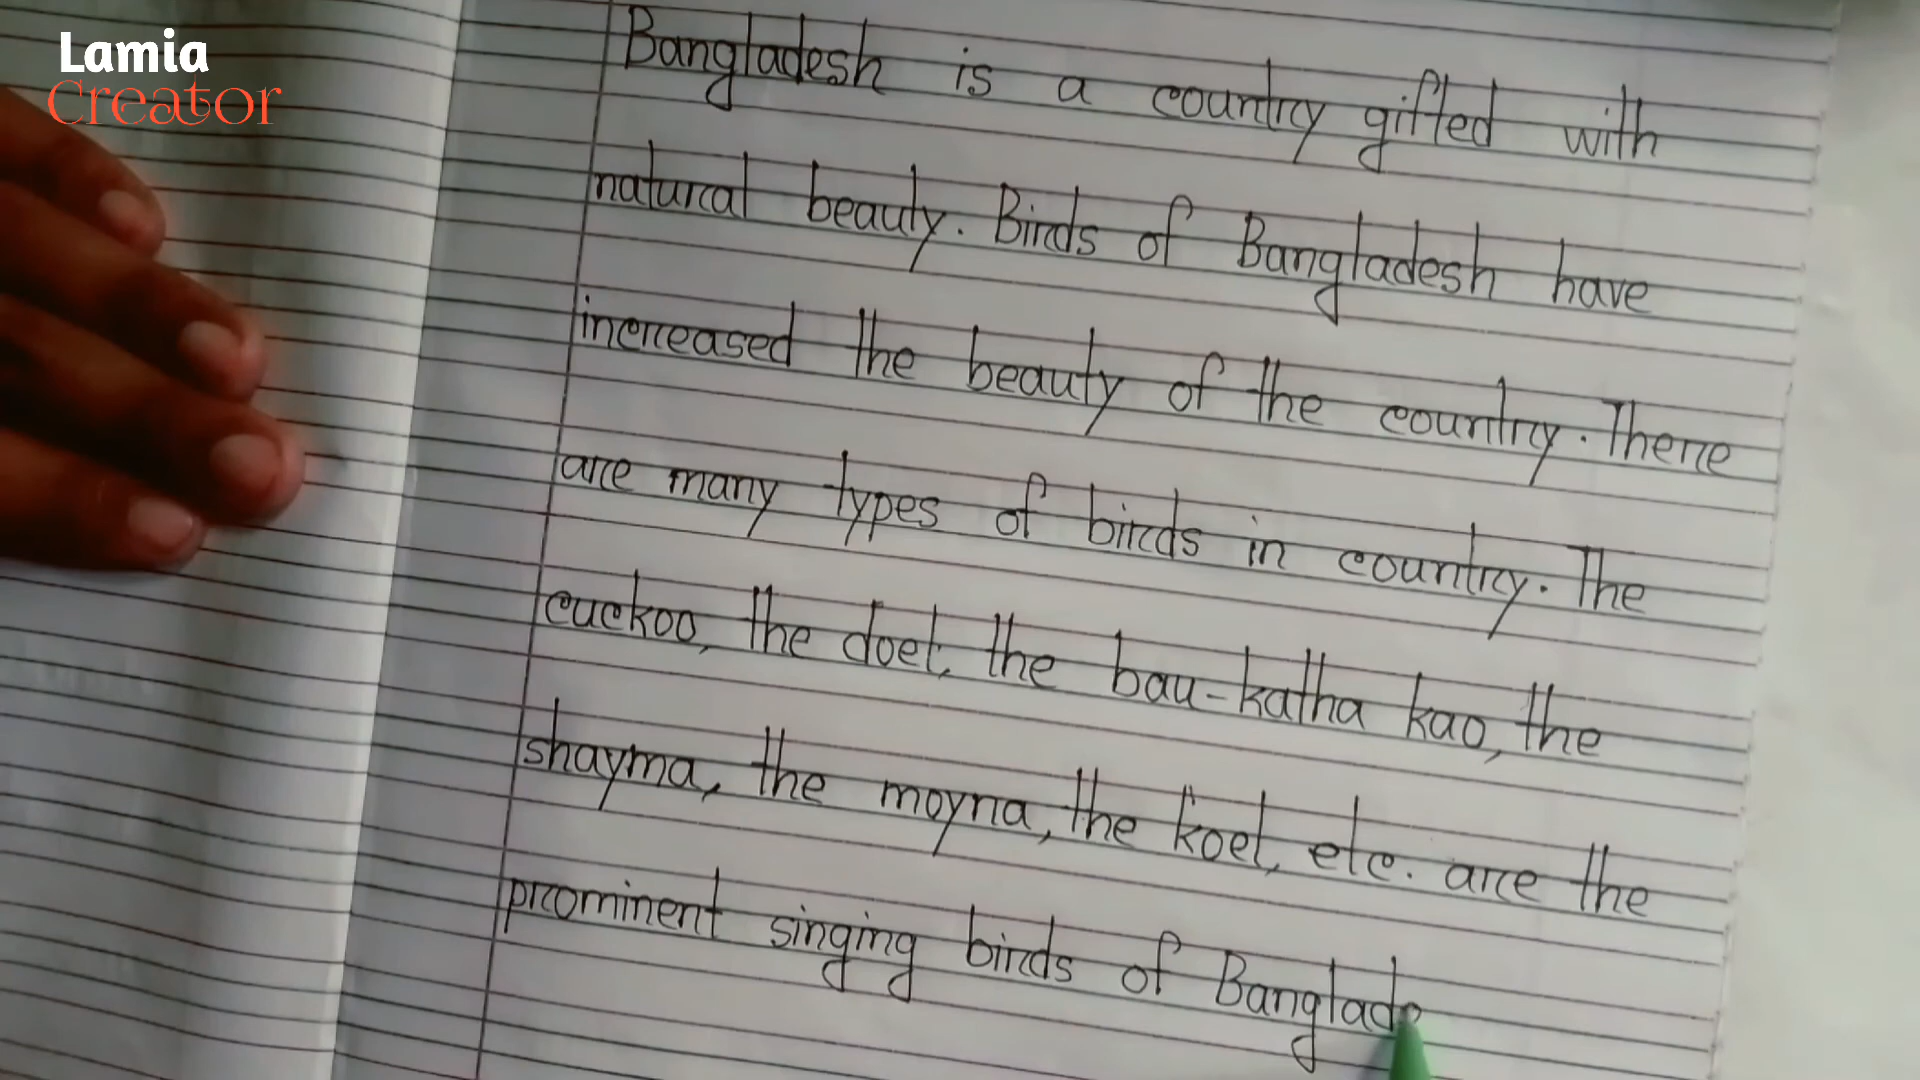 Lamia
Creator
Bangladesh is a country gifted with
natural beauty. Birds of Bangladesh have
increased the beauty of the country. There
are many types of birds in country. The
cuckoo, the doel, the bau-katha kao, the
shayma, the moyna, the koel, etc. are the
prominent singing birds of Banglade